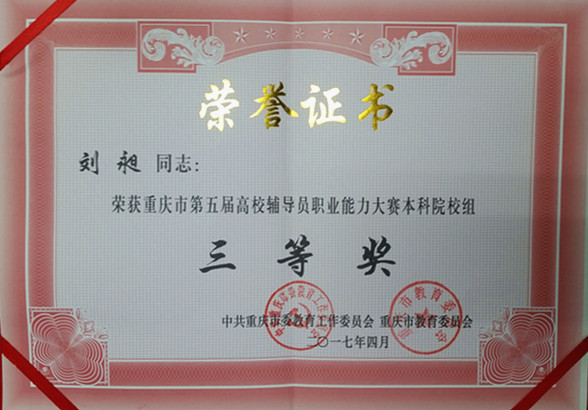 荣誉证书
刘昶 同志:
荣获重庆市第五届高校辅导员职业能力大赛本科院校组
三等奖
中共重庆市委教育工作委员会 重庆市教育委员会
二〇一七年四月